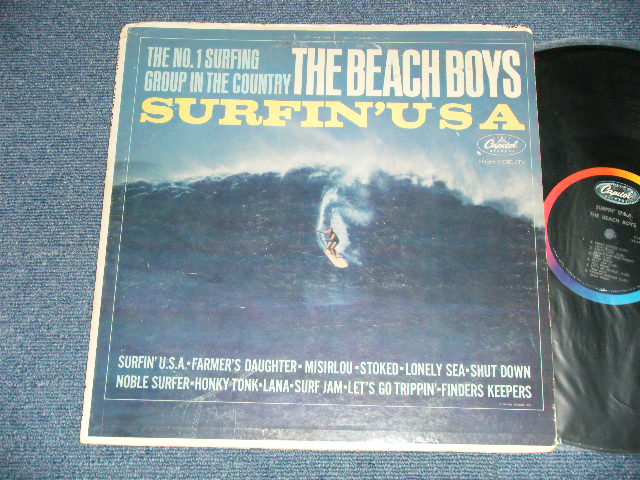 THE NO. 1 SURFING
GROUP IN THE COUNTRY
THE BEACH BOYS
SURFIN' U S A
Capitol
RECORDS
HIGH FIDELITY
SURFIN' U.S.A.•FARMER'S DAUGHTER•MISIRLOU•STOKED•LONELY SEA•SHUT DOWN
NOBLE SURFER•HONKY TONK•LANA•SURF JAM•LET'S GO TRIPPIN'•FINDERS KEEPERS
Capitol
SURFIN' U.S.A.
THE BEACH BOYS